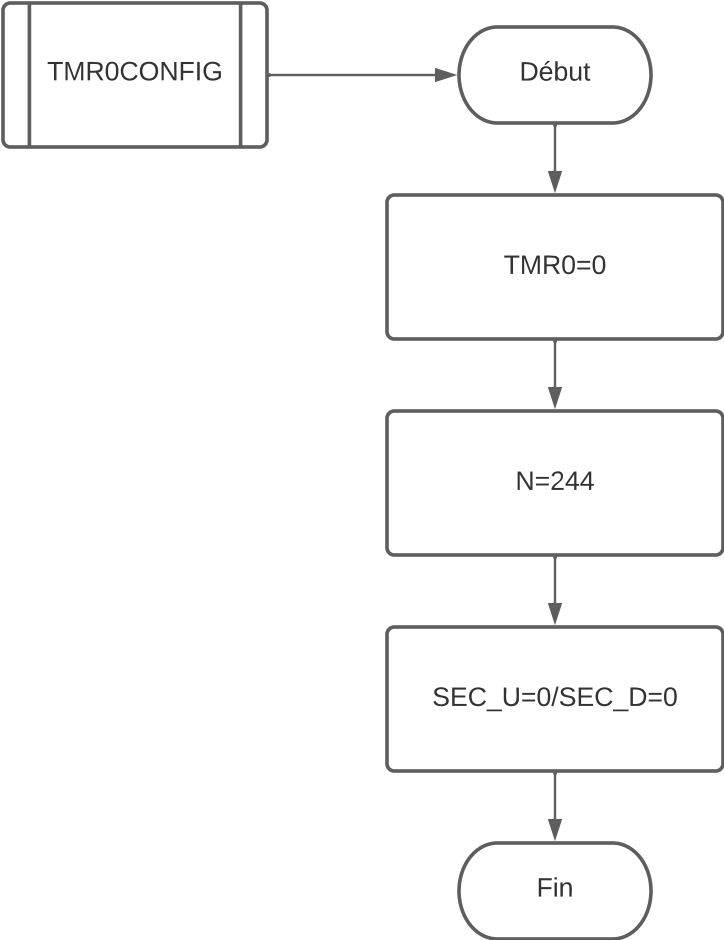 TMR0CONFIG
Début
TMR0=0
N=244
SEC_U=0/SEC_D=0
Fin